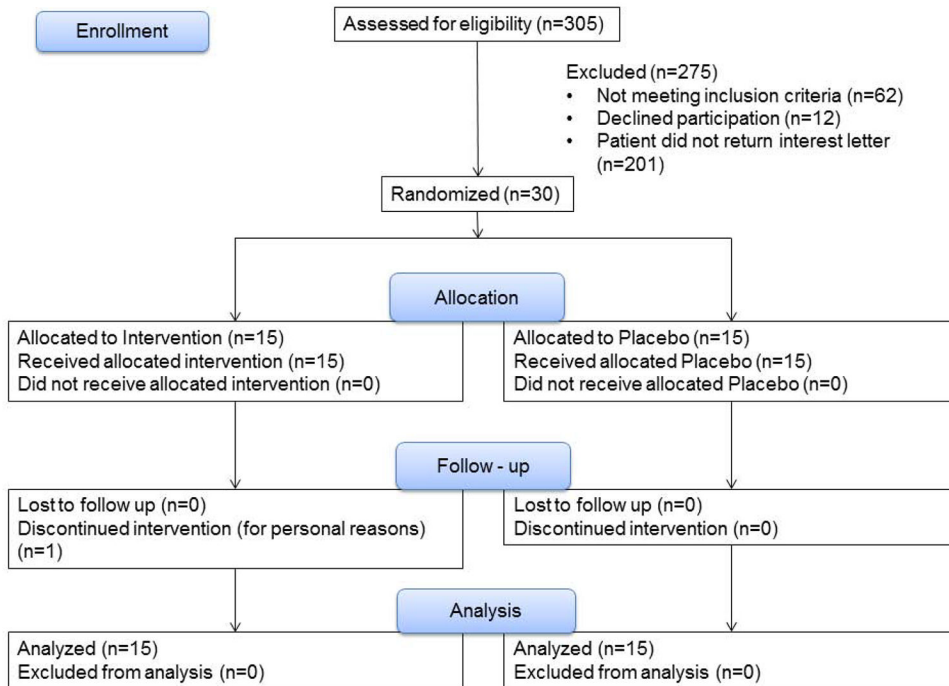 Enrollment
Assessed for eligibility (n=305)
Excluded (n=275)
• Not meeting inclusion criteria (n=62)
• Declined participation (n=12)
• Patient did not return interest letter
(n=201)
Randomized (n=30)
Allocation
Allocated to Intervention (n=15)
Received allocated intervention (n=15)
Did not receive allocated intervention (n=0)
Allocated to Placebo (n=15)
Received allocated Placebo (n=15)
Did not receive allocated Placebo (n=0)
Follow - up
Lost to follow up (n=0)
Discontinued intervention (for personal reasons)
(n=1)
Lost to follow up (n=0)
Discontinued intervention (n=0)
Analysis
Analyzed (n=15)
Excluded from analysis (n=0)
Analyzed (n=15)
Excluded from analysis (n=0)